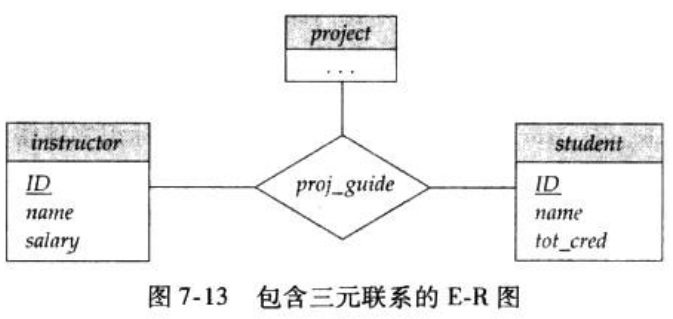 project
...
instructor
ID
name
salary
proj_guide
student
ID
name
tot_cred
图 7-13 包含三元联系的 E-R 图